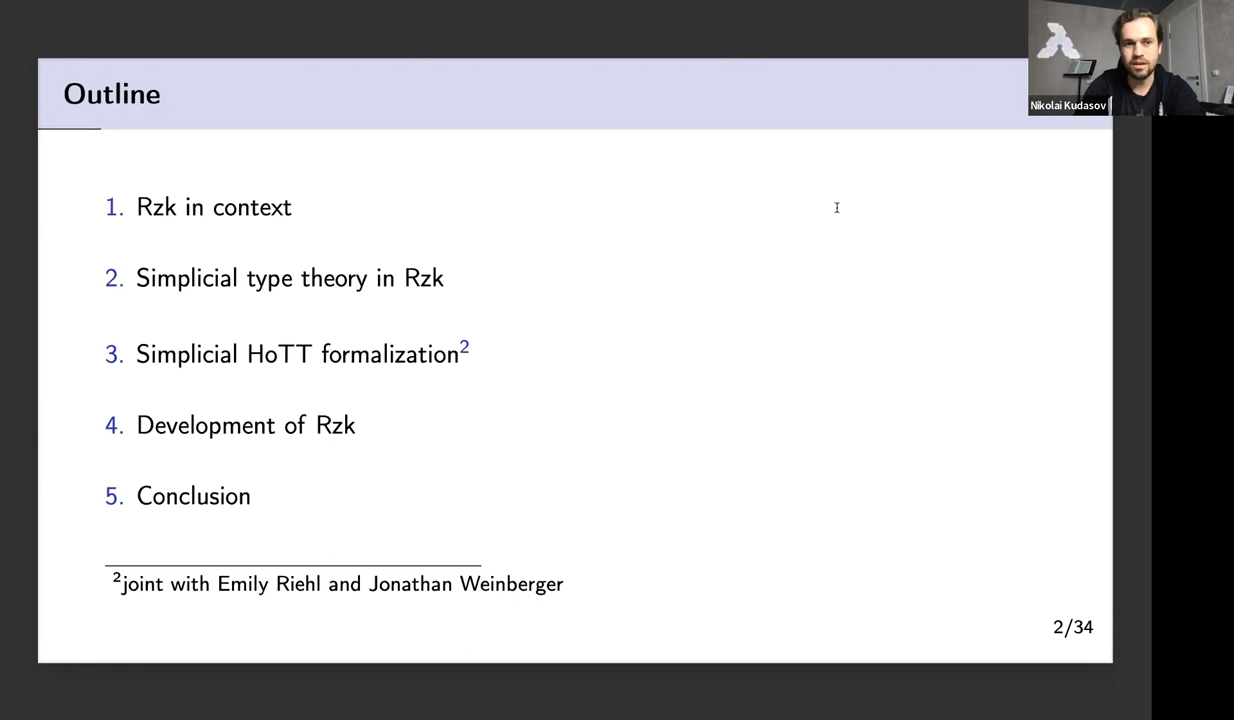 Outline
Nikolai Kudasov
1. Rzk in context
2. Simplicial type theory in Rzk
3. Simplicial HoTT formalization²
4. Development of Rzk
5. Conclusion
²joint with Emily Riehl and Jonathan Weinberger
2/34